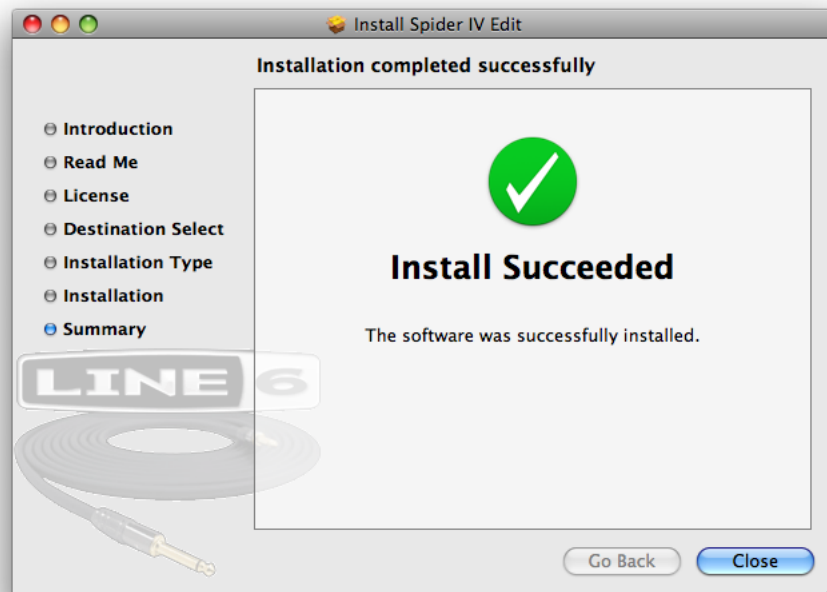 Install Spider IV Edit
Installation completed successfully
Introduction
Read Me
License
Destination Select
Installation Type
Installation
Summary
Install Succeeded
The software was successfully installed.
LINE 6
Go Back
Close